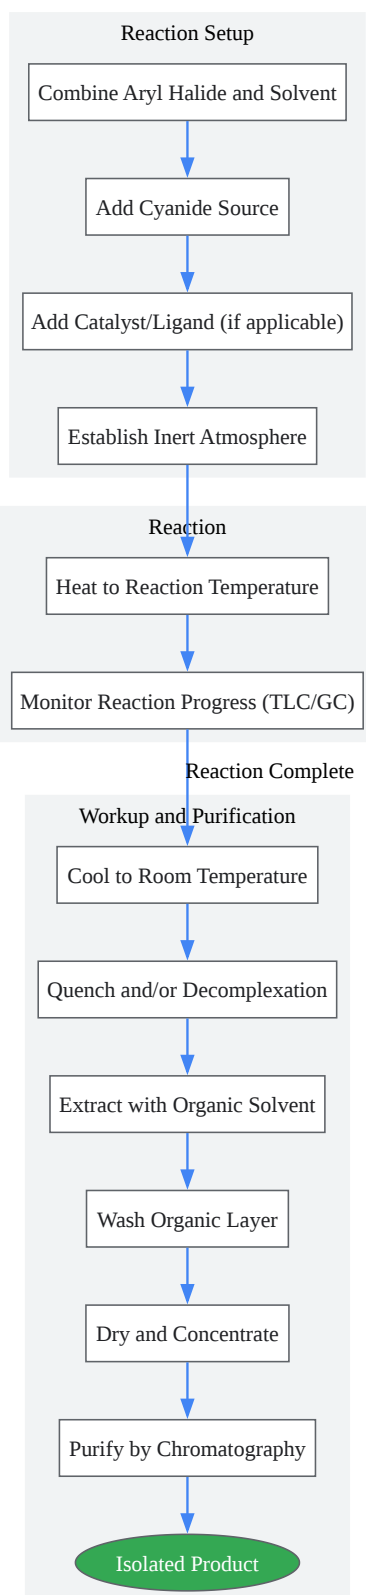 Reaction Setup
Combine Aryl Halide and Solvent
Add Cyanide Source
Add Catalyst/Ligand (if applicable)
Establish Inert Atmosphere
Reaction
Heat to Reaction Temperature
Monitor Reaction Progress (TLC/GC)
Reaction Complete
Workup and Purification
Cool to Room Temperature
Quench and/or Decomplexation
Extract with Organic Solvent
Wash Organic Layer
Dry and Concentrate
Purify by Chromatography
Isolated Product